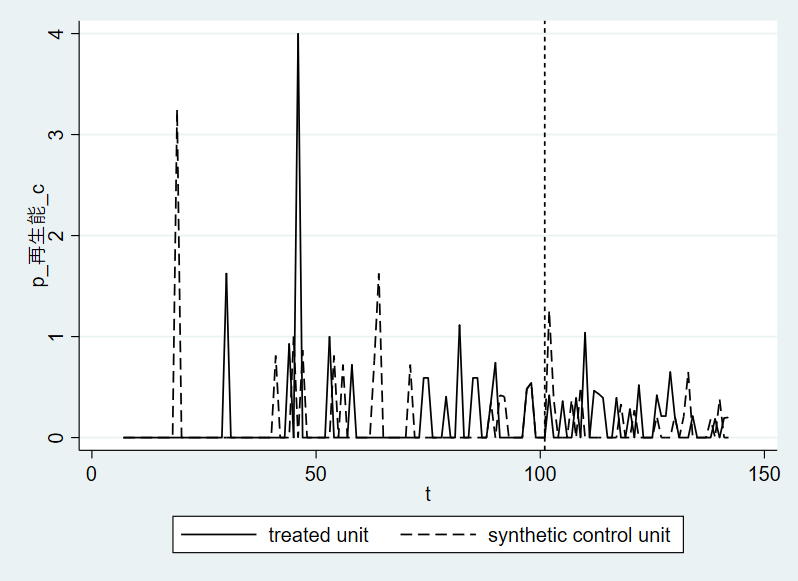 4
3
2
1
0
p_再生能_c
0
50
100
150
t
treated unit
synthetic control unit